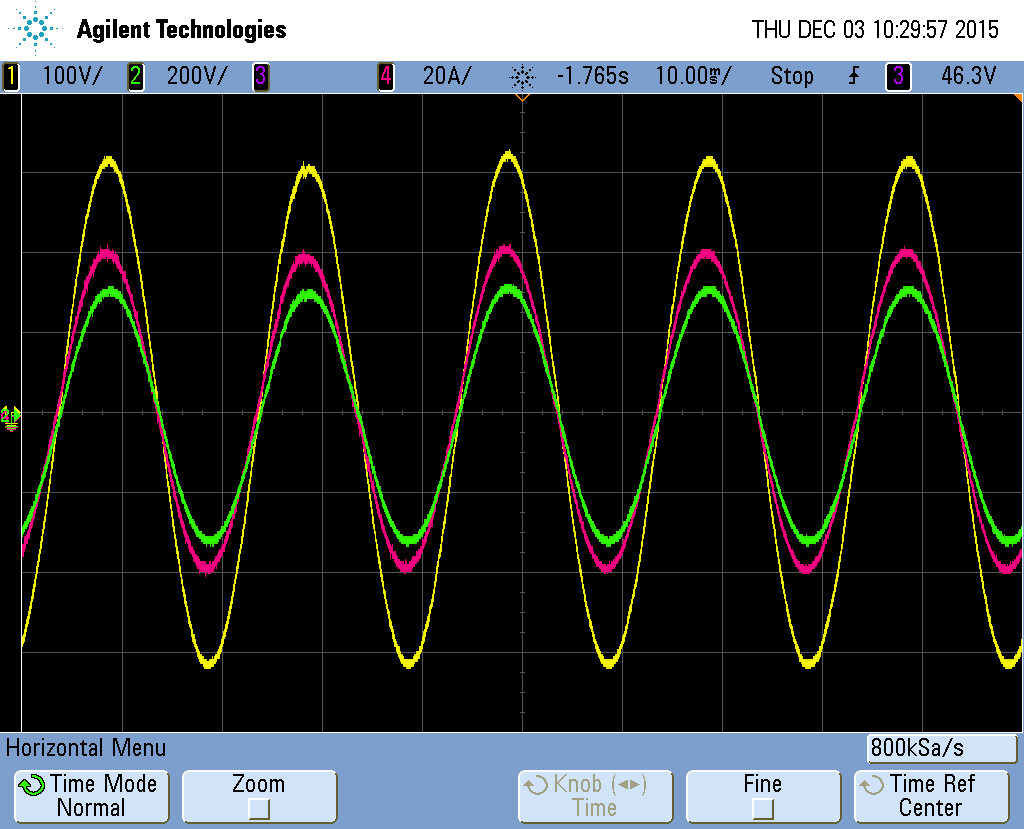 Agilent Technologies THU DEC 03 10:29:57 2015
1 100V/ 2 200V/ 3 4 20A/ -1.765s 10.00ms/ Stop 3 46.3V
Horizontal Menu 800kSa/s
Time Mode Zoom Knob (◄►) Fine Time Ref
Normal Time Center